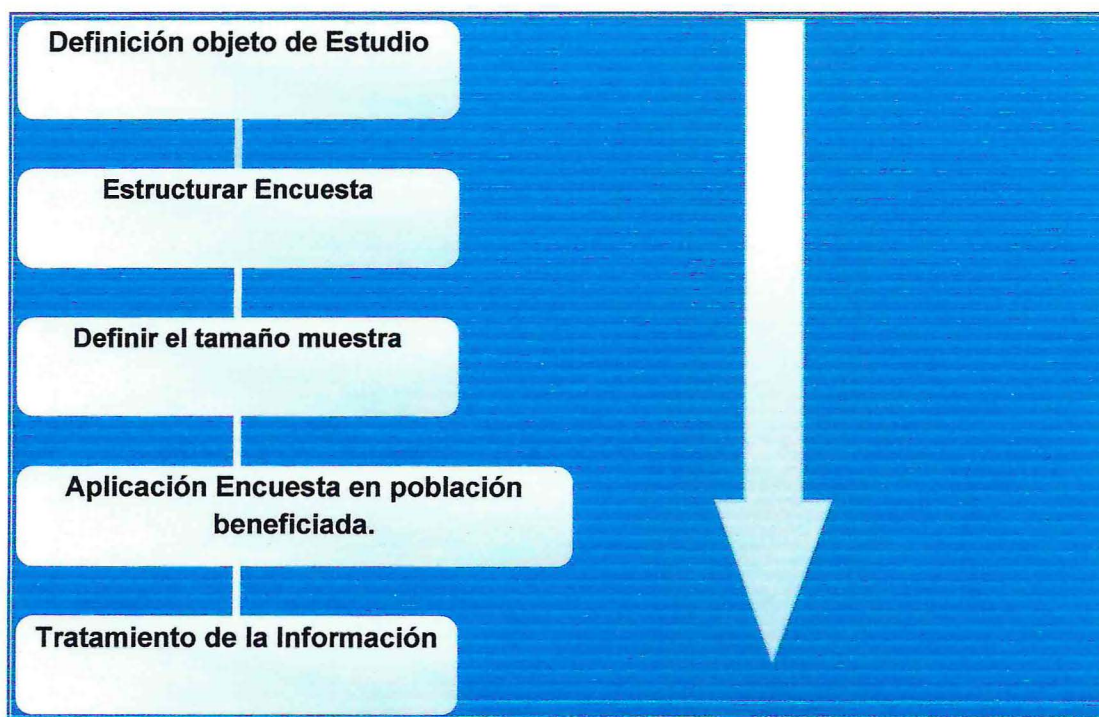 Definición objeto de Estudio
Estructurar Encuesta
Definir el tamaño muestra
Aplicación Encuesta en población
beneficiada.
Tratamiento de la Información